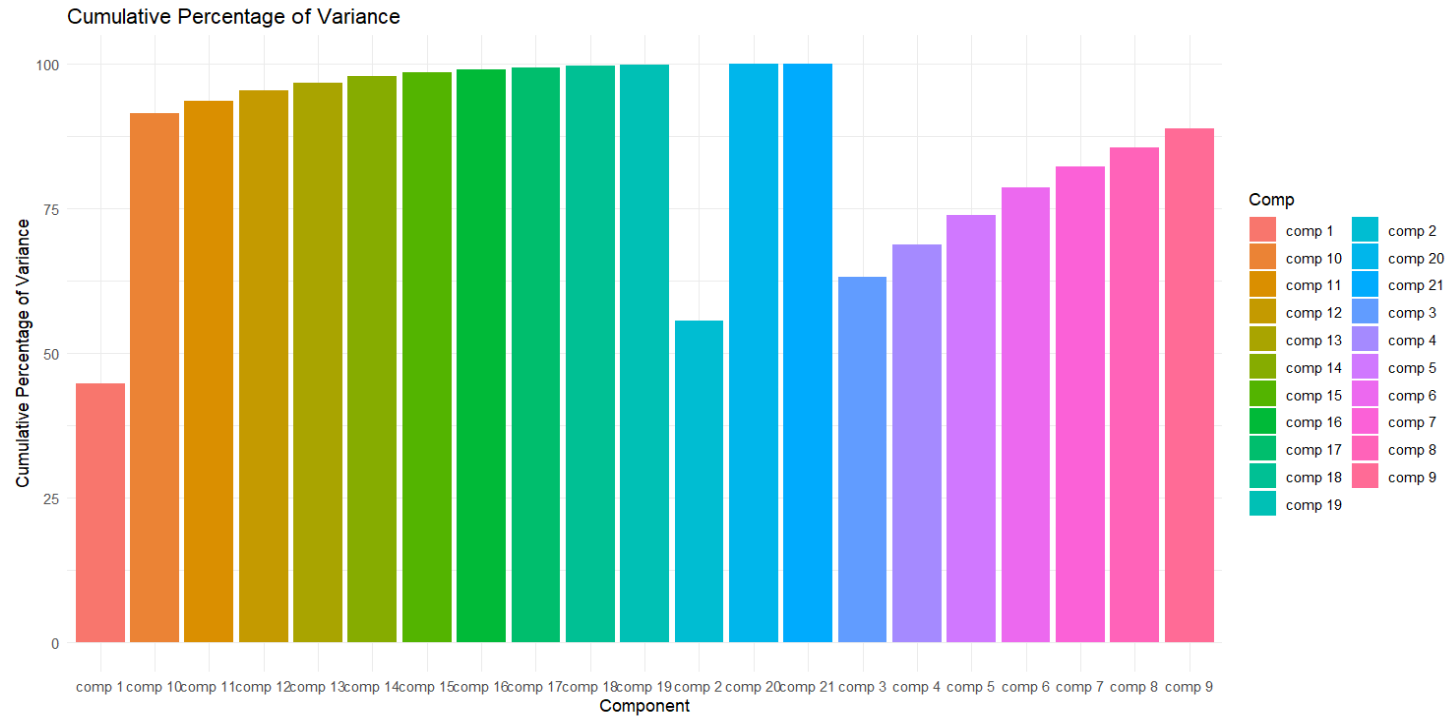 Cumulative Percentage of Variance
Cumulative Percentage of Variance
100
75
50
25
0
comp 1 comp 10 comp 11 comp 12 comp 13 comp 14 comp 15 comp 16 comp 17 comp 18 comp 19 comp 2 comp 20 comp 21 comp 3 comp 4 comp 5 comp 6 comp 7 comp 8 comp 9
Component
Comp
comp 1
comp 10
comp 11
comp 12
comp 13
comp 14
comp 15
comp 16
comp 17
comp 18
comp 19
comp 2
comp 20
comp 21
comp 3
comp 4
comp 5
comp 6
comp 7
comp 8
comp 9